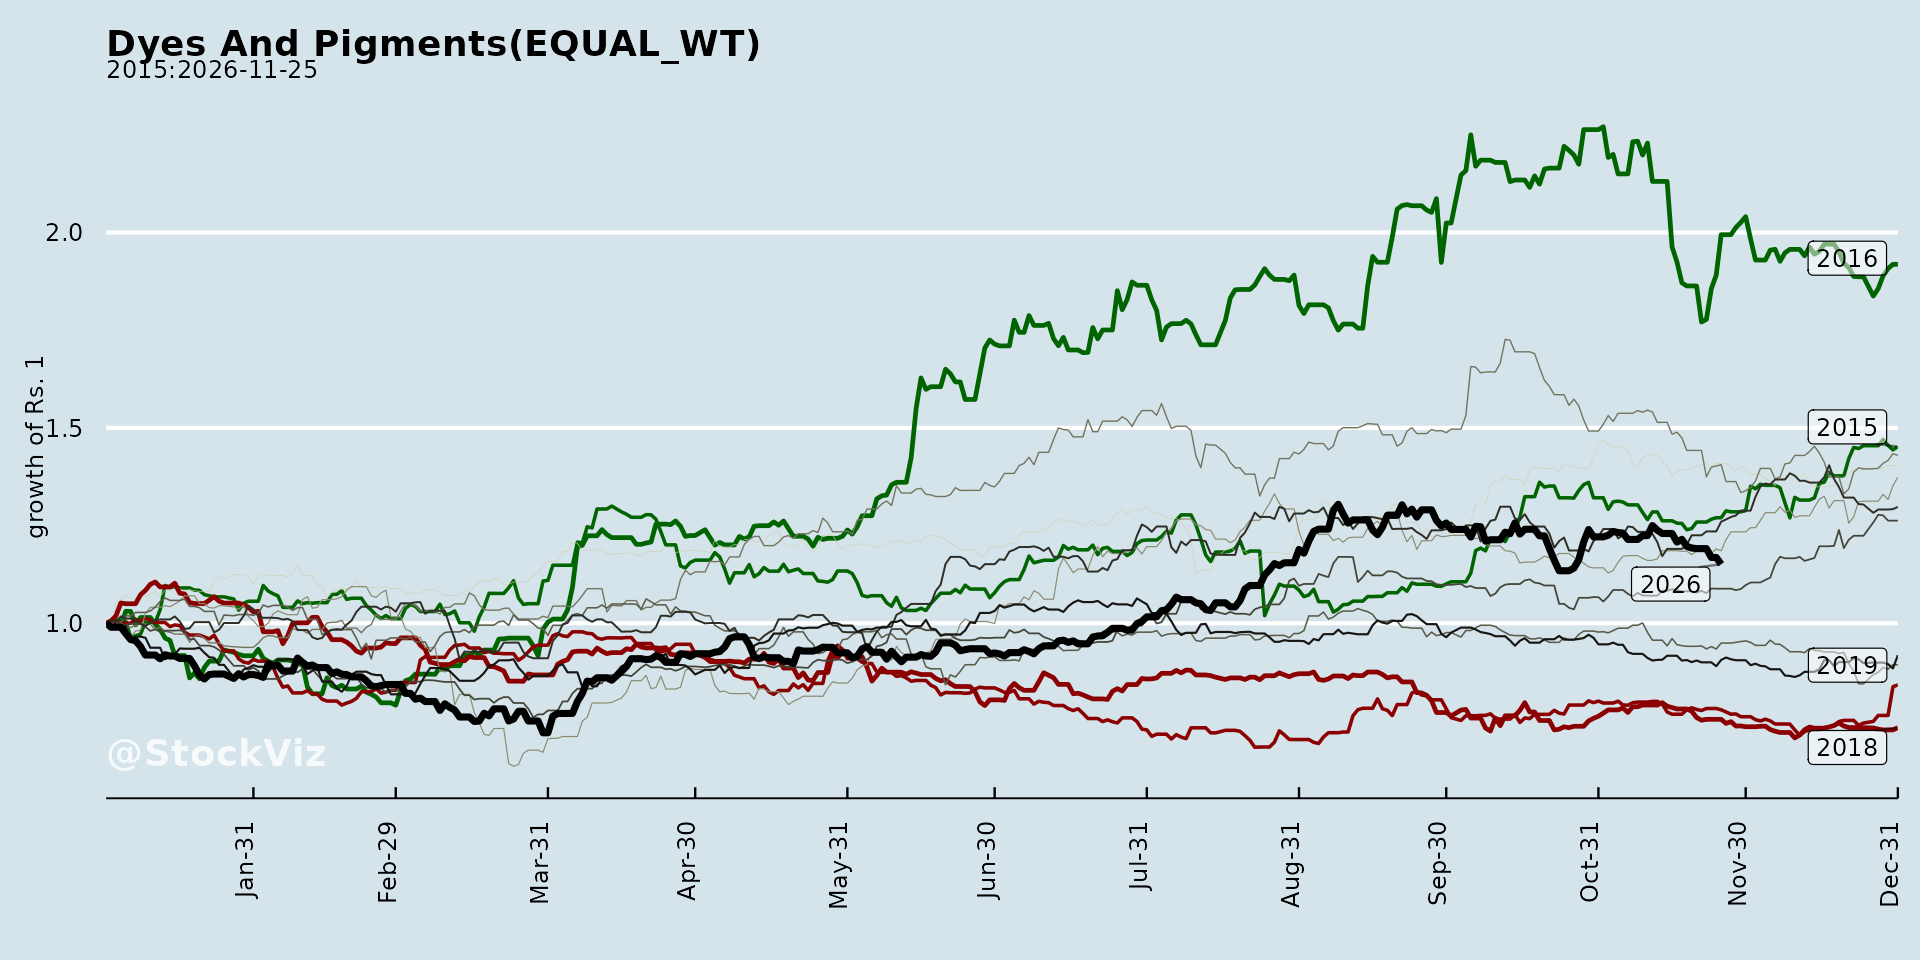 Dyes And Pigments(EQUAL_WT)
2015:2026-11-25
growth of Rs. 1
2.0
1.5
1.0
2016
2015
2026
2019
2018
@StockViz
Jan-31
Feb-29
Mar-31
Apr-30
May-31
Jun-30
Jul-31
Aug-31
Sep-30
Oct-31
Nov-30
Dec-31